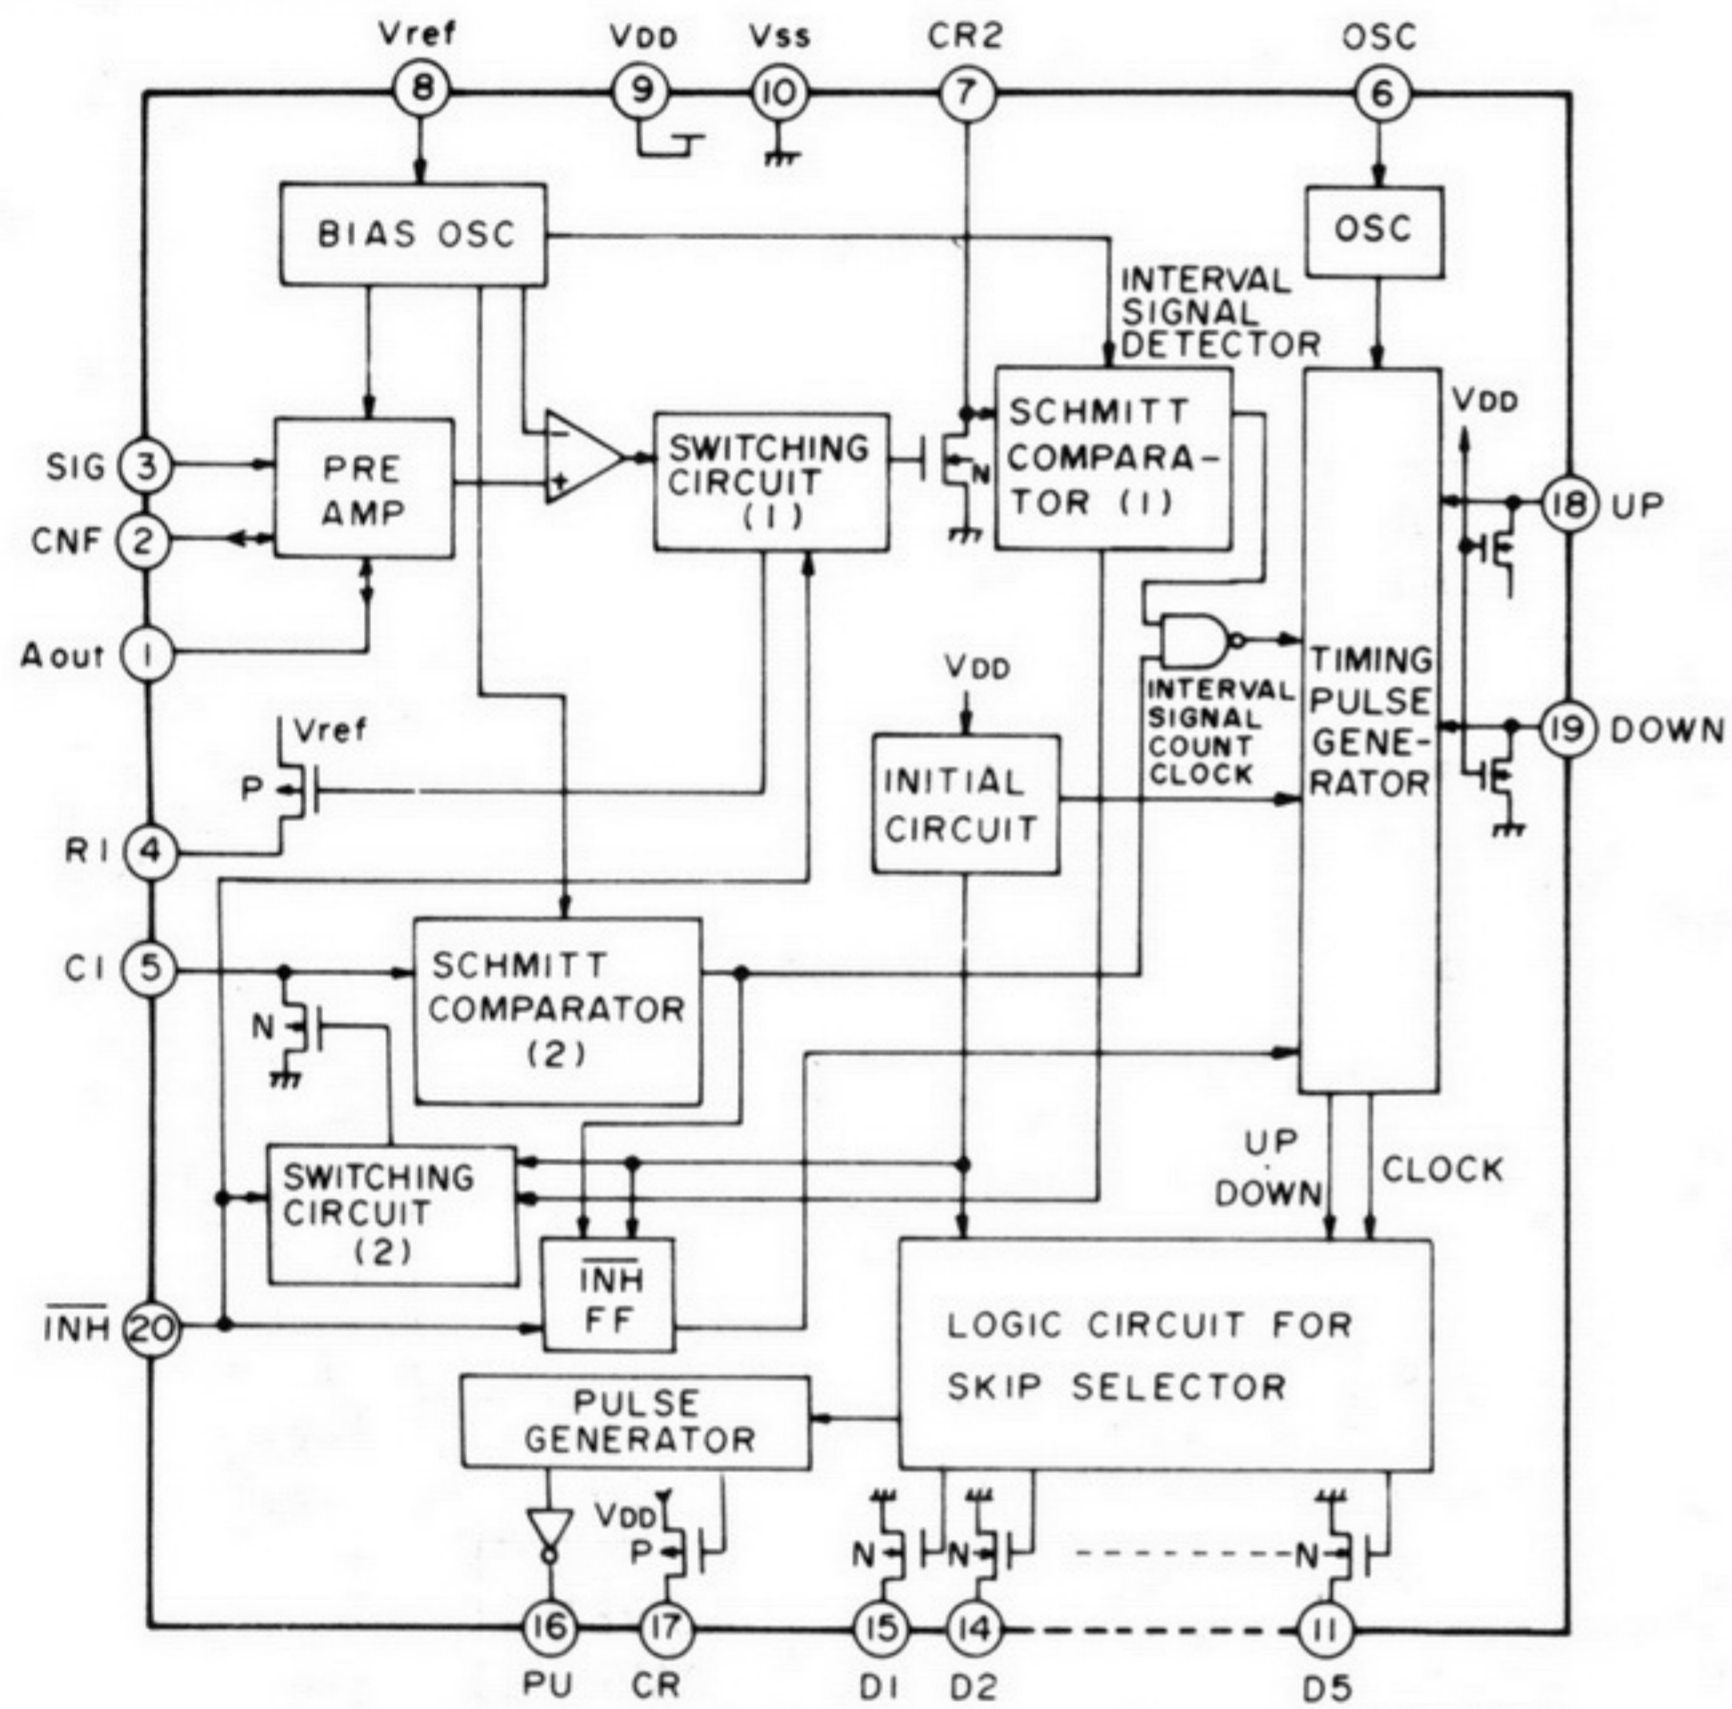 Vref
VDD
Vss
CR2
OSC
8
9
10
7
6
BIAS OSC
OSC
INTERVAL
SIGNAL
DETECTOR
SIG
3
CNF
2
Aout
1
PRE
AMP
−
+
SWITCHING
CIRCUIT
(1)
N
SCHMITT
COMPARA-
TOR (1)
VDD
18
UP
19
DOWN
TIMING
PULSE
GENE-
RATOR
INTERVAL
SIGNAL
COUNT
CLOCK
VDD
INITIAL
CIRCUIT
Vref
P
R1
4
C1
5
N
SCHMITT
COMPARATOR
(2)
SWITCHING
CIRCUIT
(2)
INH
20
INH
FF
UP
DOWN
CLOCK
LOGIC CIRCUIT FOR
SKIP SELECTOR
PULSE
GENERATOR
VDD
P
N
N
N
16
17
15
14
11
PU
CR
D1
D2
D5